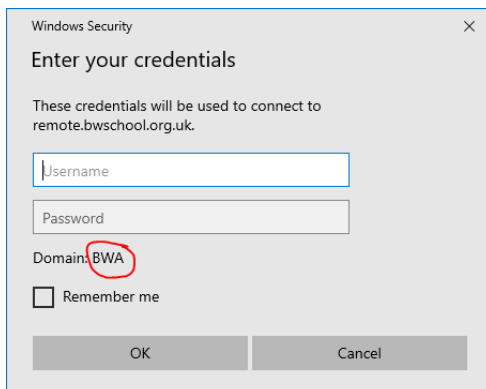 Windows Security
Enter your credentials
These credentials will be used to connect to
remote.bwschool.org.uk.
Username
Password
Domain: BWA
Remember me
OK
Cancel